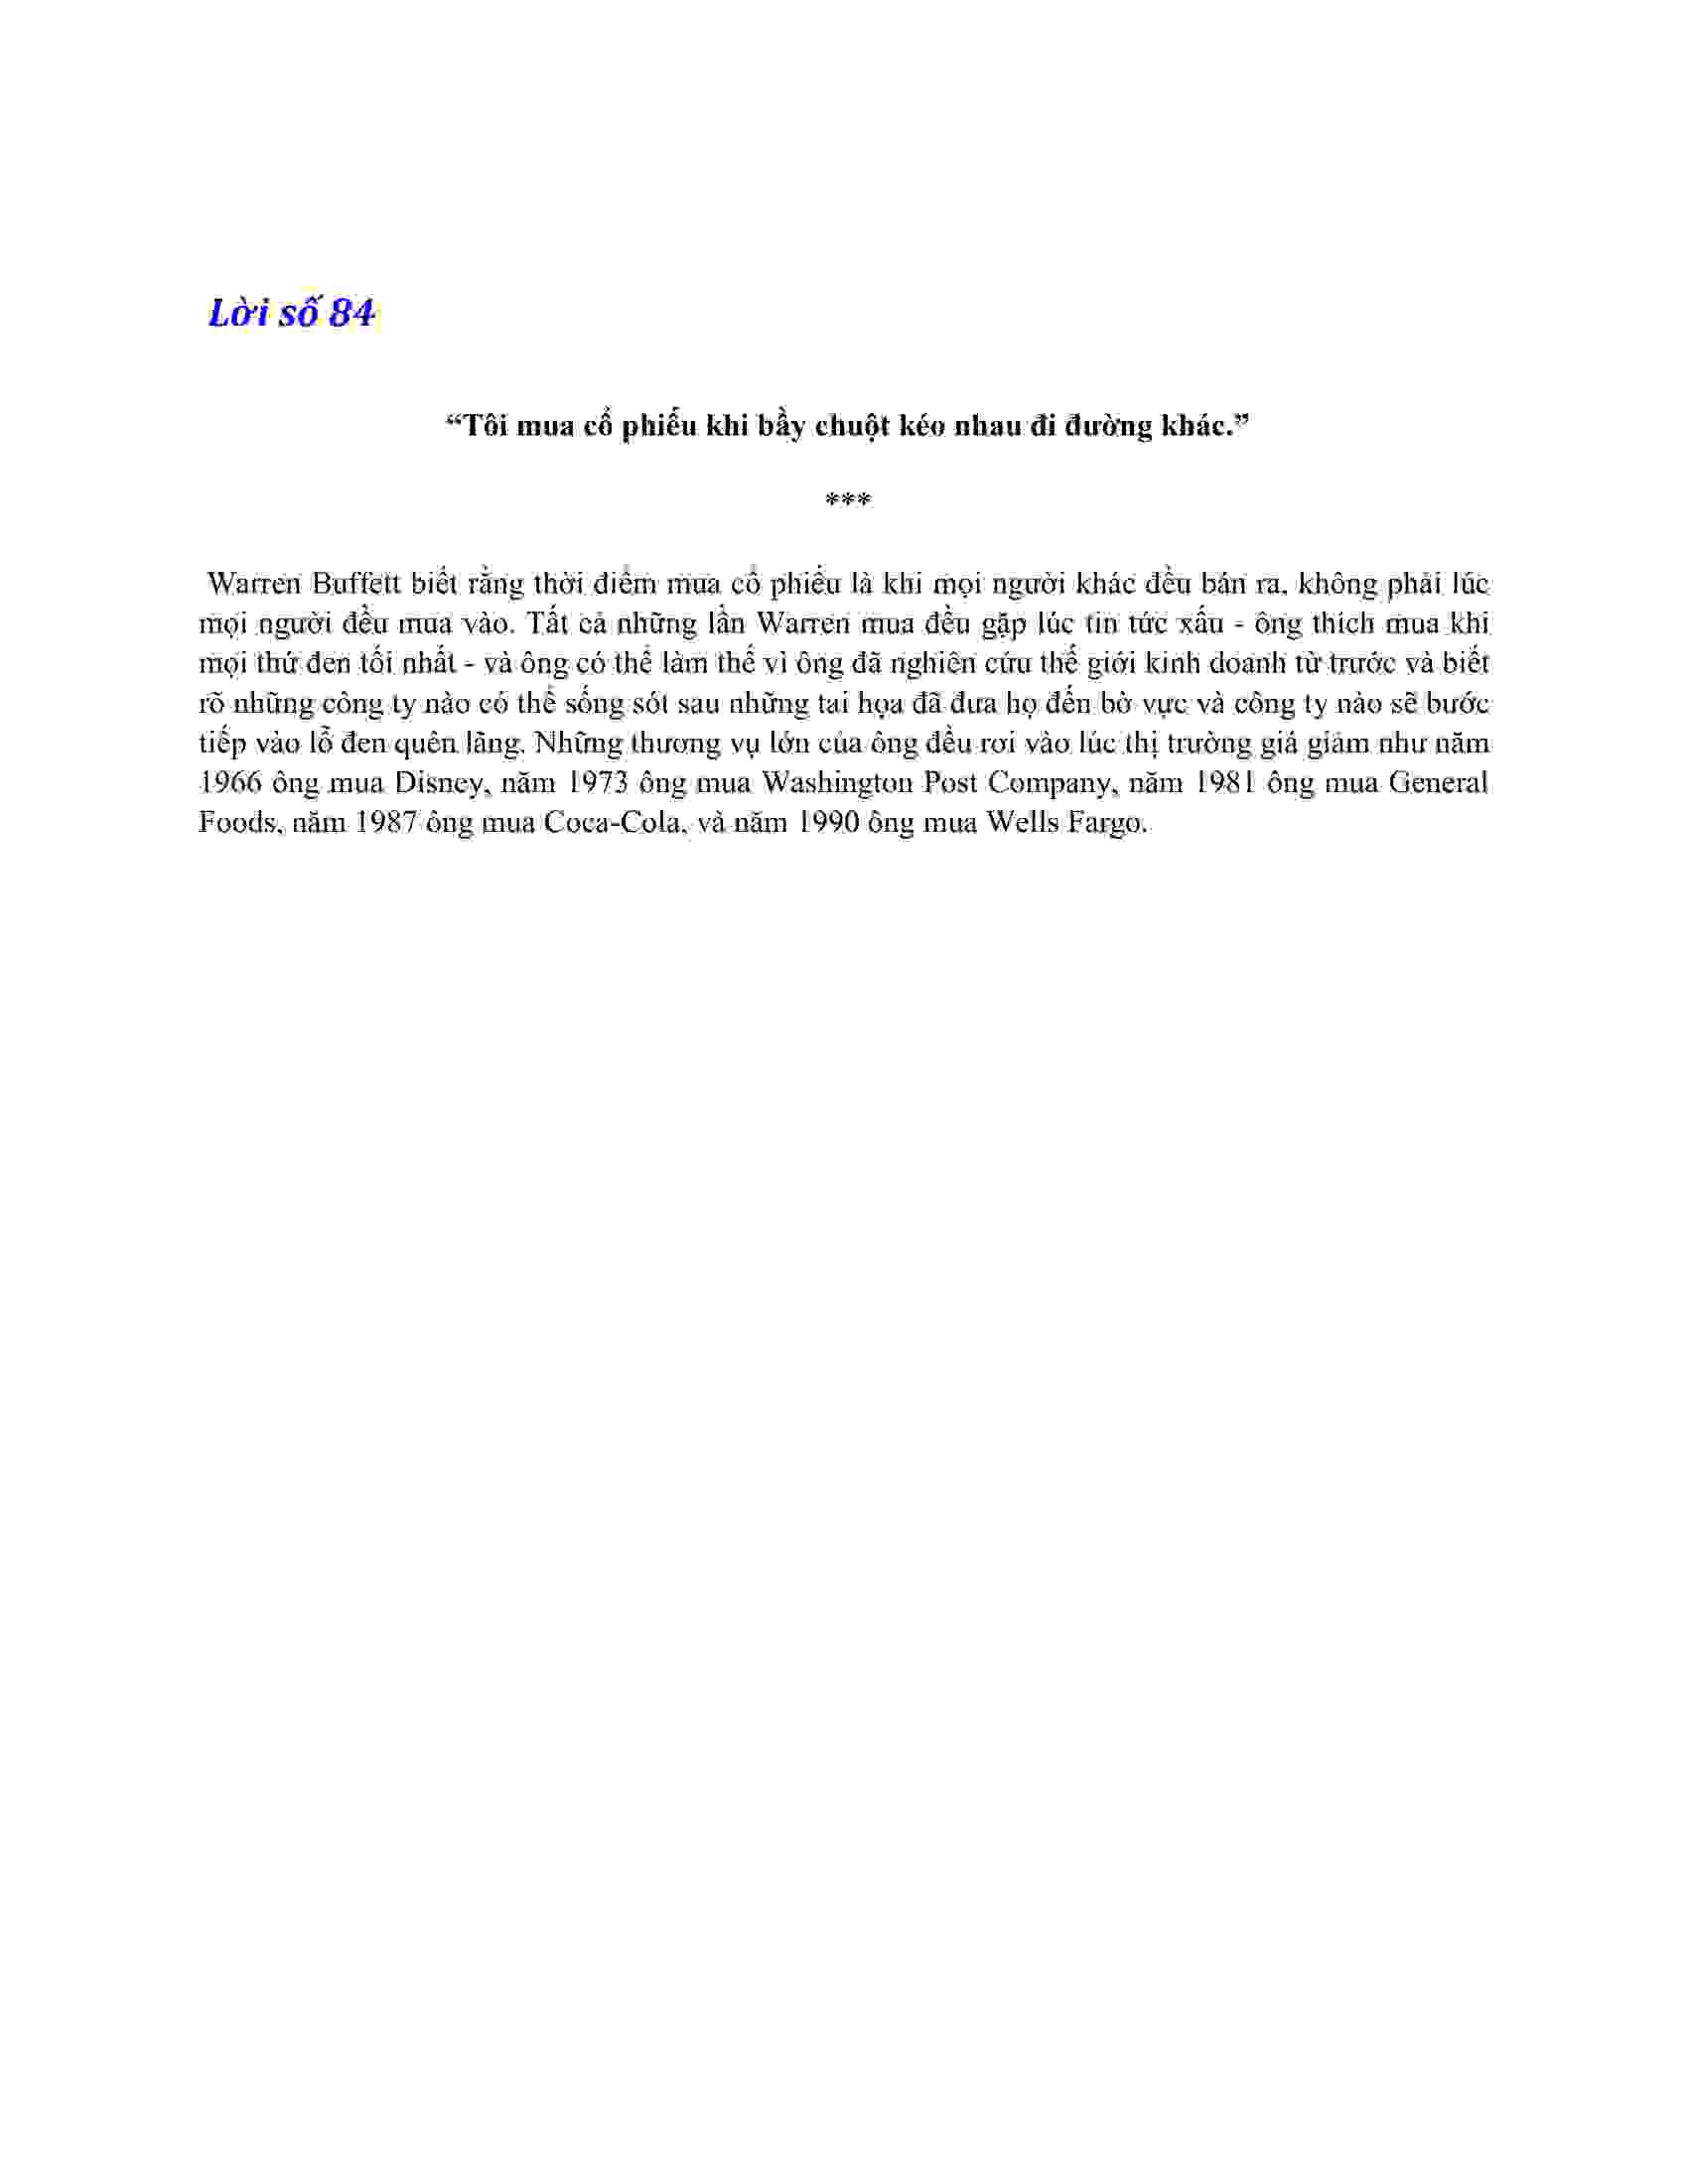 Lời số 84
“Tôi mua cổ phiếu khi bầy chuột kéo nhau đi đường khác.”
***
Warren Buffett biết rằng thời điểm mua cổ phiếu là khi mọi người khác đều bán ra, không phải lúc
mọi người đều mua vào. Tất cả những lần Warren mua đều gặp lúc tin tức xấu - ông thích mua khi
mọi thứ đen tối nhất - và ông có thể làm thế vì ông đã nghiên cứu thế giới kinh doanh từ trước và biết
rõ những công ty nào có thể sống sót sau những tai họa đã đưa họ đến bờ vực và công ty nào sẽ bước
tiếp vào lỗ đen quên lãng. Những thương vụ lớn của ông đều rơi vào lúc thị trường giá giảm như năm
1966 ông mua Disney, năm 1973 ông mua Washington Post Company, năm 1981 ông mua General
Foods, năm 1987 ông mua Coca-Cola, và năm 1990 ông mua Wells Fargo.